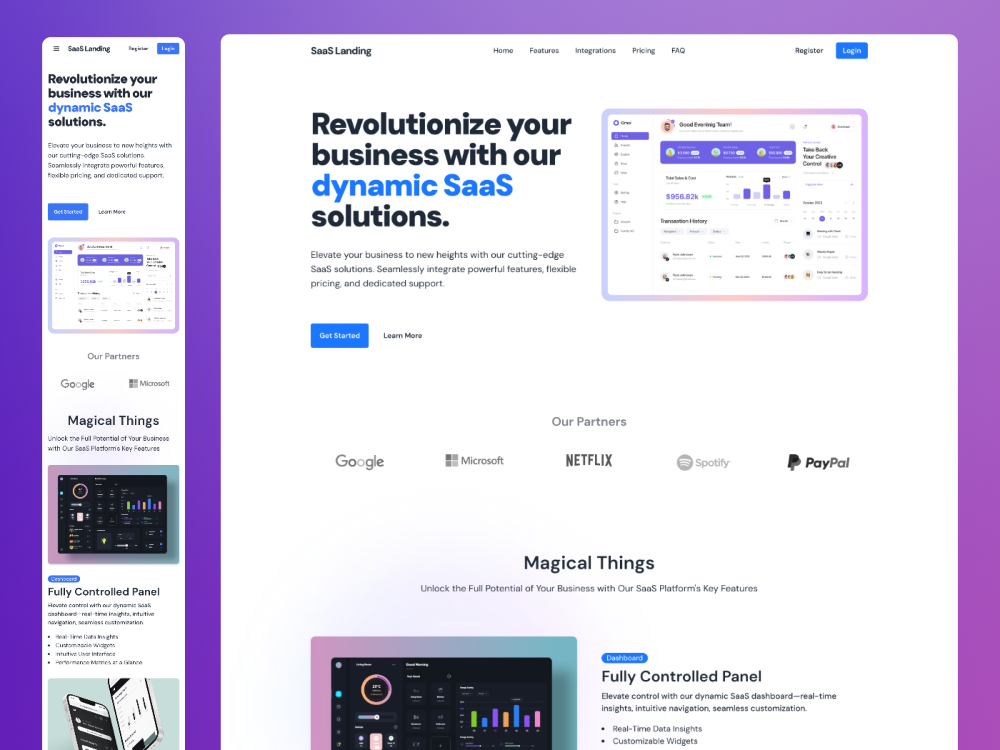 SaaS Landing
Register
Login
Revolutionize your
business with our
dynamic SaaS
solutions.
Elevate your business to new heights with
our cutting-edge SaaS solutions.
Seamlessly integrate powerful features,
flexible pricing, and dedicated support.
Get Started
Learn More
Our Partners
Google
Microsoft
Magical Things
Unlock the Full Potential of Your Business
with Our SaaS Platform's Key Features
Dashboard
Fully Controlled Panel
Elevate control with our dynamic SaaS
dashboard—real-time insights, intuitive
navigation, seamless customization.
Real-Time Data Insights
Customizable Widgets
Intuitive User Interface
Performance Metrics at a Glance
SaaS Landing
Home
Features
Integrations
Pricing
FAQ
Register
Login
Revolutionize your
business with our
dynamic SaaS
solutions.
Elevate your business to new heights with our cutting-edge
SaaS solutions. Seamlessly integrate powerful features, flexible
pricing, and dedicated support.
Get Started
Learn More
Good Evening Team!
Take Back
Your Creative
Control
Total Sales & Cost
$956.82k
Transaction History
Our Partners
Google
Microsoft
NETFLIX
Spotify
PayPal
Magical Things
Unlock the Full Potential of Your Business with Our SaaS Platform's Key Features
Good Morning
Dashboard
Fully Controlled Panel
Elevate control with our dynamic SaaS dashboard—real-time
insights, intuitive navigation, seamless customization.
Real-Time Data Insights
Customizable Widgets